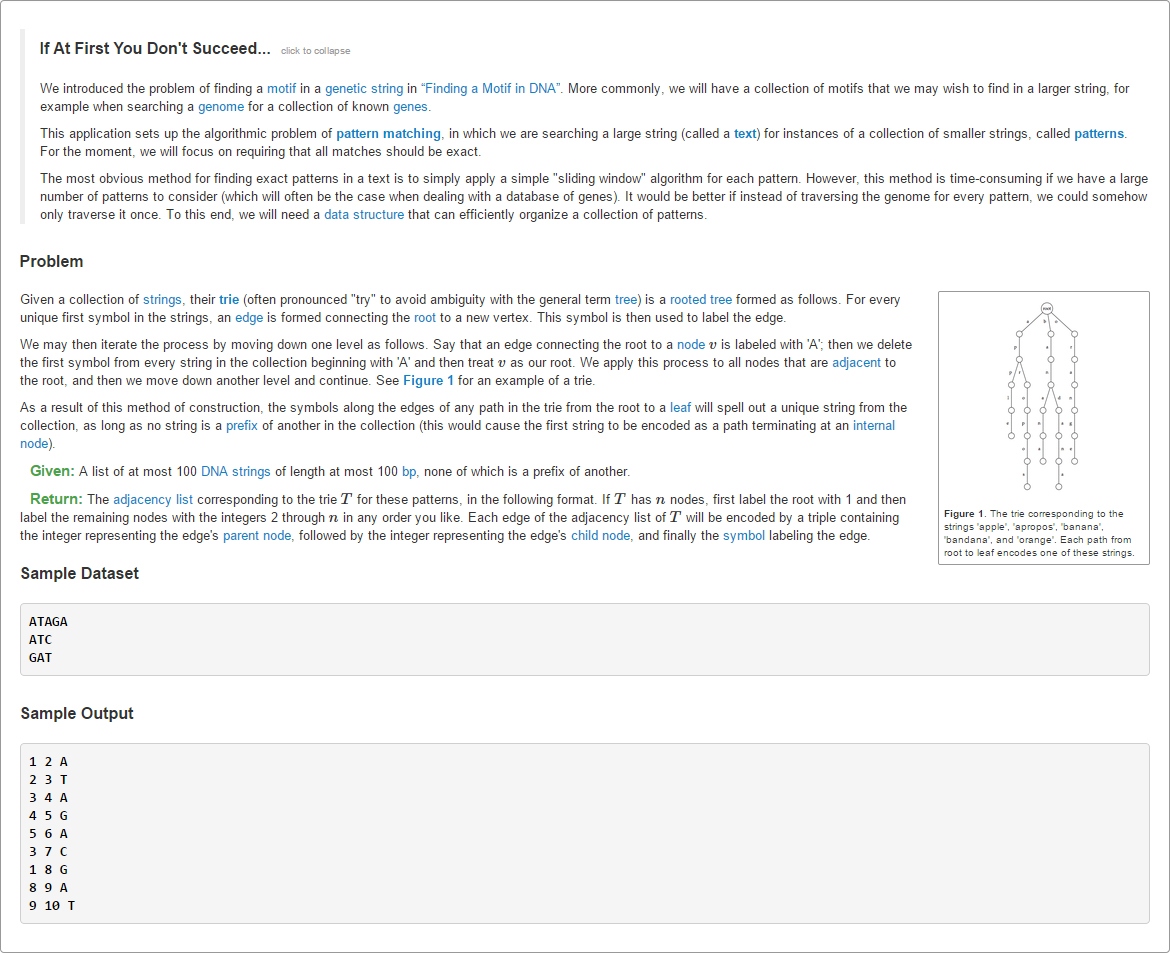 If At First You Don't Succeed... click to collapse
We introduced the problem of finding a motif in a genetic string in “Finding a Motif in DNA”. More commonly, we will have a collection of motifs that we may wish to find in a larger string, for
example when searching a genome for a collection of known genes.
This application sets up the algorithmic problem of pattern matching, in which we are searching a large string (called a text) for instances of a collection of smaller strings, called patterns.
For the moment, we will focus on requiring that all matches should be exact.
The most obvious method for finding exact patterns in a text is to simply apply a simple "sliding window" algorithm for each pattern. However, this method is time-consuming if we have a large
number of patterns to consider (which will often be the case when dealing with a database of genes). It would be better if instead of traversing the genome for every pattern, we could somehow
only traverse it once. To this end, we will need a data structure that can efficiently organize a collection of patterns.
Problem
Given a collection of strings, their trie (often pronounced "try" to avoid ambiguity with the general term tree) is a rooted tree formed as follows. For every
unique first symbol in the strings, an edge is formed connecting the root to a new vertex. This symbol is then used to label the edge.
We may then iterate the process by moving down one level as follows. Say that an edge connecting the root to a node v is labeled with 'A'; then we delete
the first symbol from every string in the collection beginning with 'A' and then treat v as our root. We apply this process to all nodes that are adjacent to
the root, and then we move down another level and continue. See Figure 1 for an example of a trie.
As a result of this method of construction, the symbols along the edges of any path in the trie from the root to a leaf will spell out a unique string from the
collection, as long as no string is a prefix of another in the collection (this would cause the first string to be encoded as a path terminating at an internal
node).
Given: A list of at most 100 DNA strings of length at most 100 bp, none of which is a prefix of another.
Return: The adjacency list corresponding to the trie T for these patterns, in the following format. If T has n nodes, first label the root with 1 and then
label the remaining nodes with the integers 2 through n in any order you like. Each edge of the adjacency list of T will be encoded by a triple containing
the integer representing the edge's parent node, followed by the integer representing the edge's child node, and finally the symbol labeling the edge.
Figure 1. The trie corresponding to the
strings 'apple', 'apropos', 'banana',
'bandana', and 'orange'. Each path from
root to leaf encodes one of these strings.
Sample Dataset
ATAGA
ATC
GAT
Sample Output
1 2 A
2 3 T
3 4 A
4 5 G
5 6 A
3 7 C
1 8 G
8 9 A
9 10 T